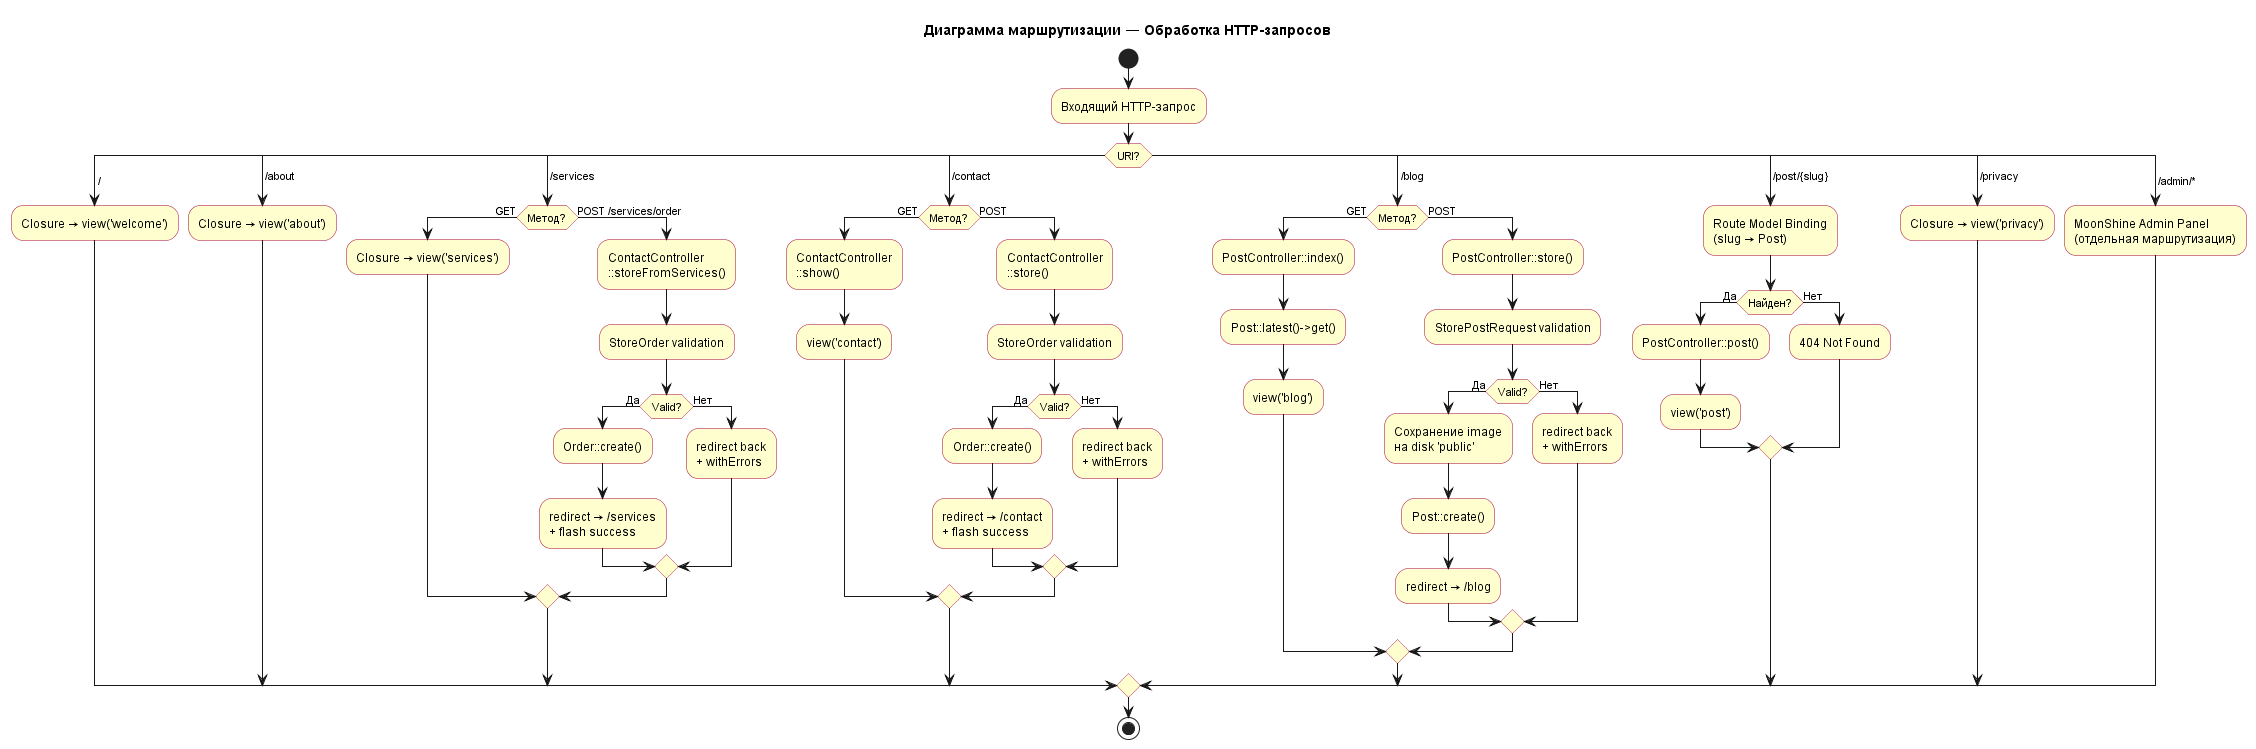 Диаграмма маршрутизации — Обработка HTTP-запросов
Входящий HTTP-запрос
URI?
/
Closure → view('welcome')
/about
Closure → view('about')
/services
Метод?
GET
POST /services/order
Closure → view('services')
ContactController
::storeFromServices()
StoreOrder validation
Valid?
Да
Нет
Order::create()
redirect → /services
+ flash success
redirect back
+ withErrors
/contact
Метод?
GET
POST
ContactController
::show()
view('contact')
ContactController
::store()
StoreOrder validation
Valid?
Да
Нет
Order::create()
redirect → /contact
+ flash success
redirect back
+ withErrors
/blog
Метод?
GET
POST
PostController::index()
Post::latest()->get()
view('blog')
PostController::store()
StorePostRequest validation
Valid?
Да
Нет
Сохранение image
на disk 'public'
Post::create()
redirect → /blog
redirect back
+ withErrors
/post/{slug}
Route Model Binding
(slug → Post)
Найден?
Да
Нет
PostController::post()
view('post')
404 Not Found
/privacy
Closure → view('privacy')
/admin/*
MoonShine Admin Panel
(отдельная маршрутизация)